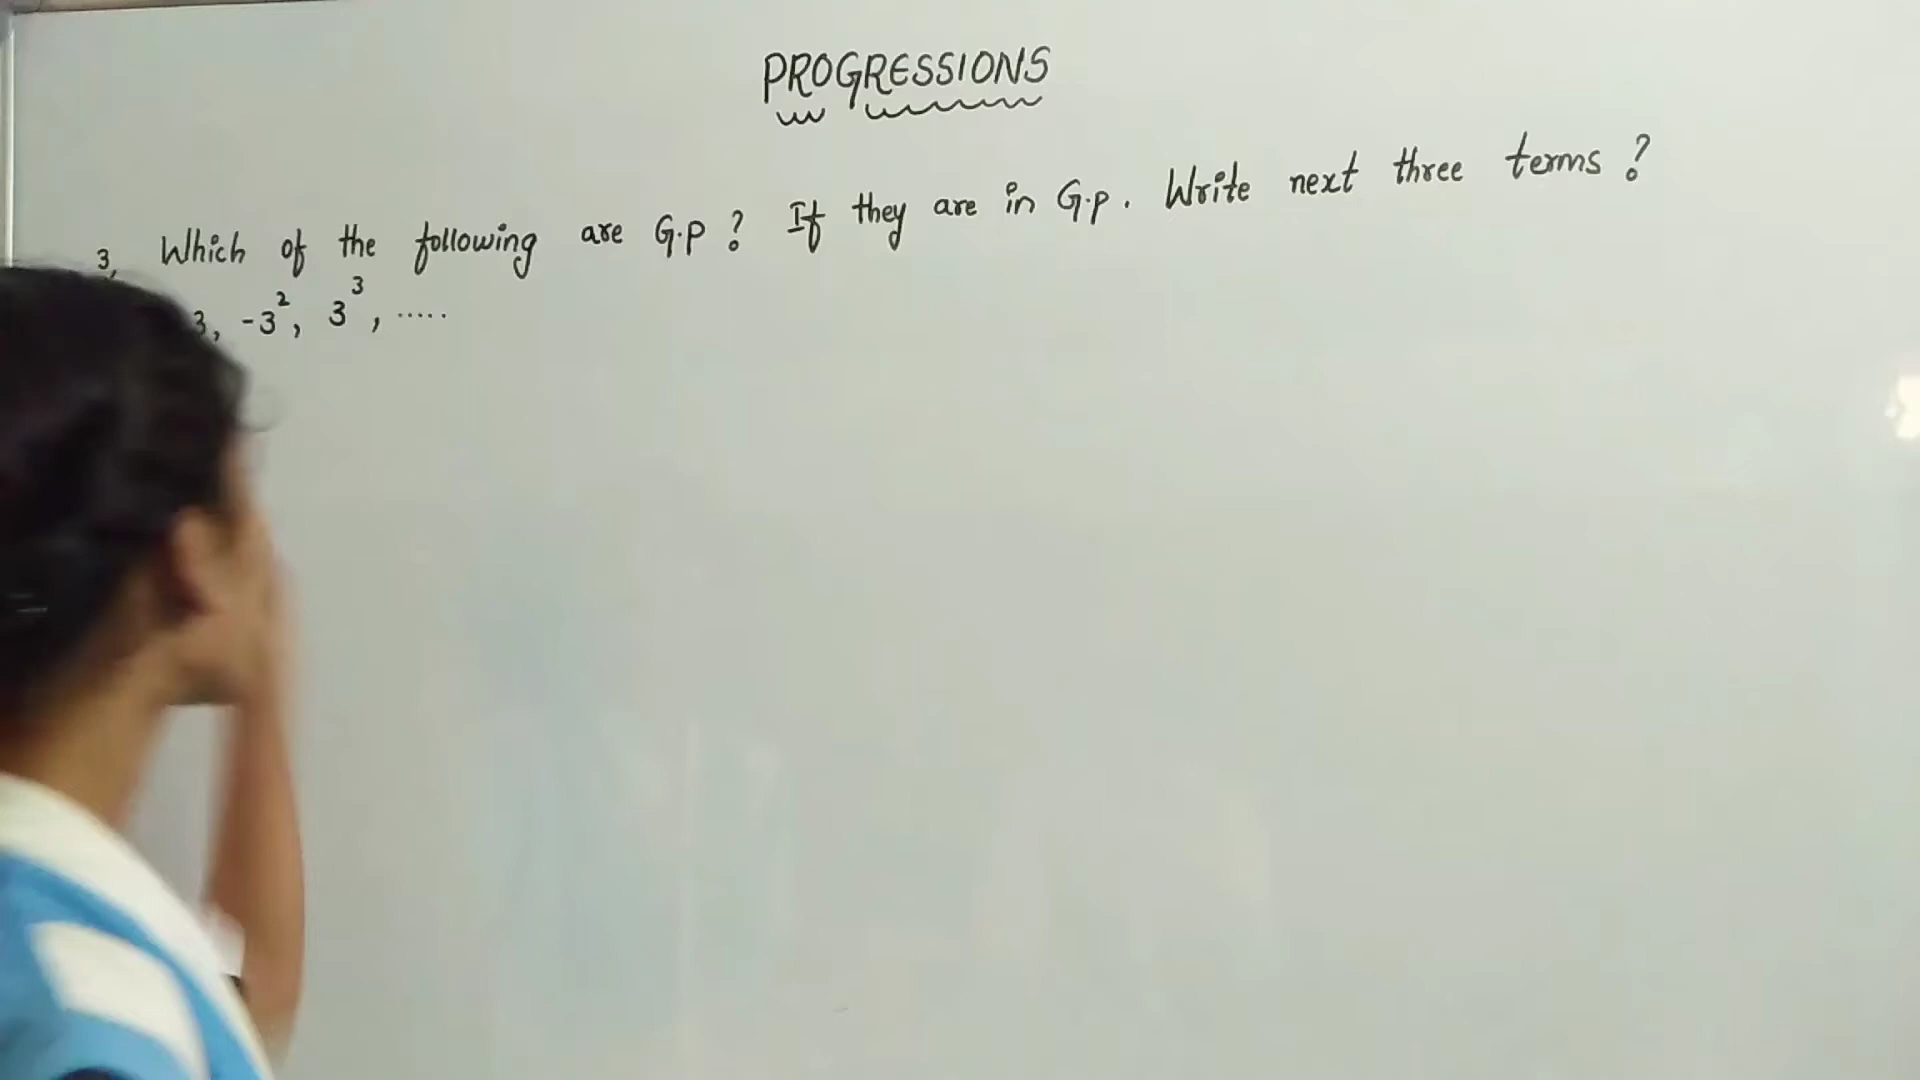 PROGRESSIONS
3, Which of the following are G.P ? If they are in G.P. Write next three terms ?
3, -3², 3³, .....